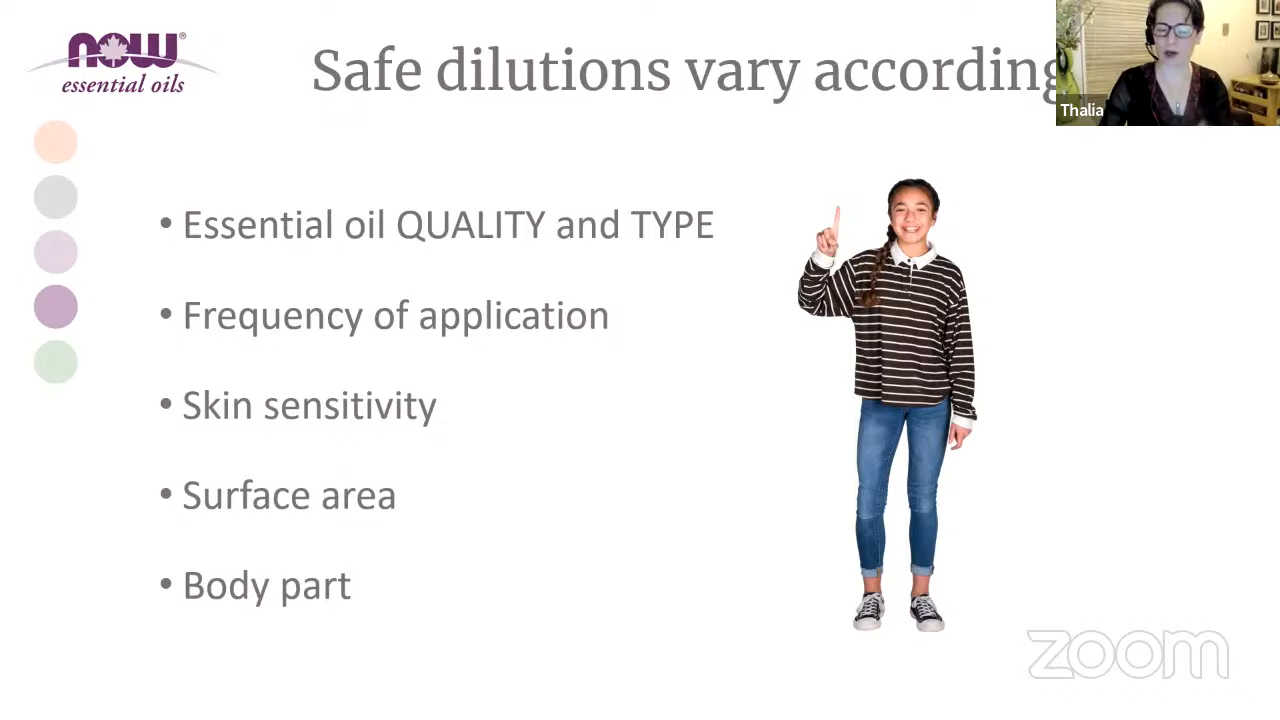 NOW®
essential oils
Safe dilutions vary according
Thalia
• Essential oil QUALITY and TYPE
• Frequency of application
• Skin sensitivity
• Surface area
• Body part
zoom